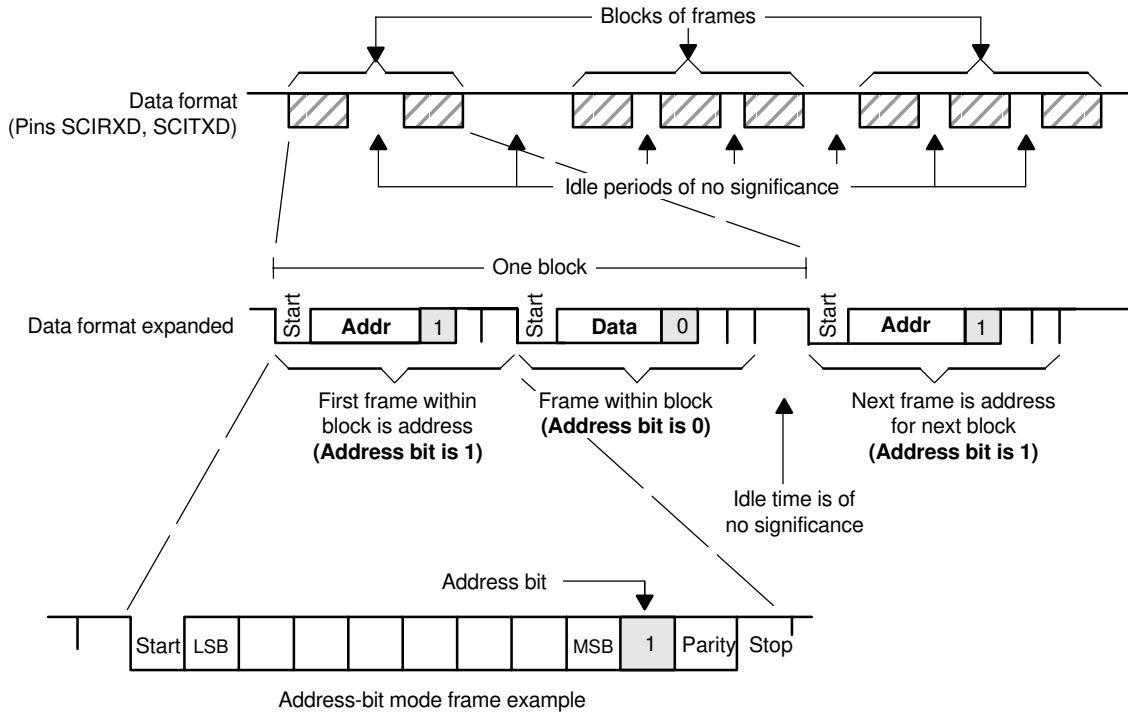 Blocks of frames
Data format
(Pins SCIRXD, SCITXD)
Idle periods of no significance
One block
Data format expanded
Start
Addr
1
Start
Data
0
Start
Addr
1
First frame within
block is address
(Address bit is 1)
Frame within block
(Address bit is 0)
Next frame is address
for next block
(Address bit is 1)
Idle time is of
no significance
Address bit
Start LSB MSB 1 Parity Stop
Address-bit mode frame example